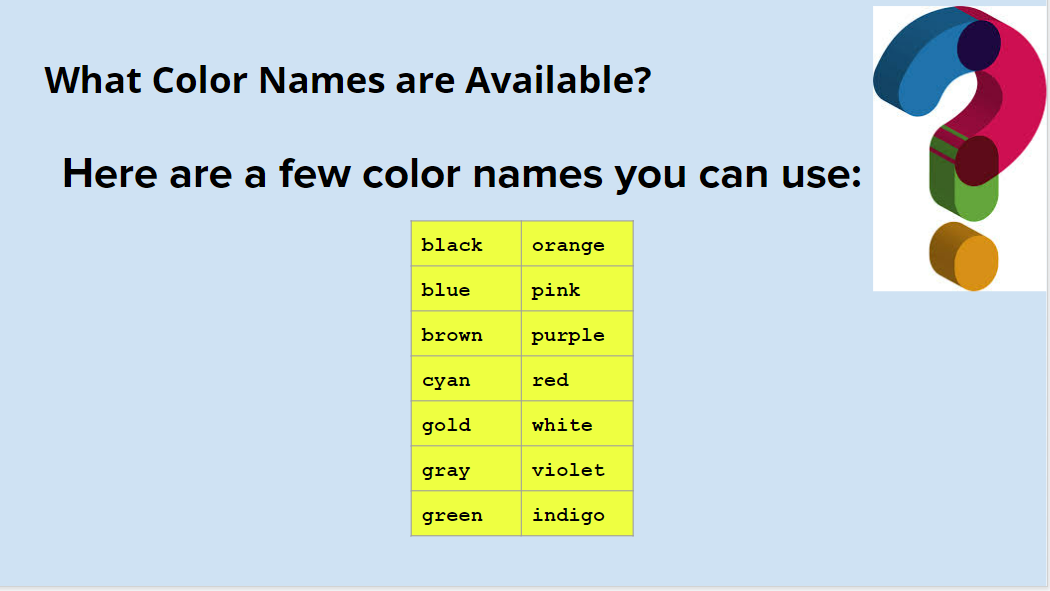 What Color Names are Available?
Here are a few color names you can use:
black orange
blue pink
brown purple
cyan red
gold white
gray violet
green indigo